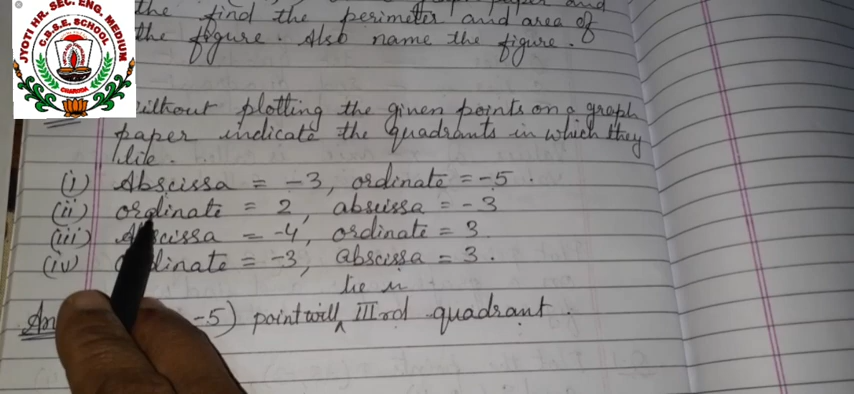 JYOTI HR. SEC. ENG. MEDIUM
C.B.S.E. SCHOOL
CHARODA
the find the perimeter and area of
the figure. Also name the figure.
without plotting the given points on a graph
paper indicate the quadrants in which they
lie.
(i) Abscissa = -3, ordinate = -5.
(ii) ordinate = 2, abscissa = -3
(iii) Abscissa = -4, ordinate = 3
(iv) = -3, abscissa = 3.
lie in
-5) point will ∧ IIIrd quadrant.